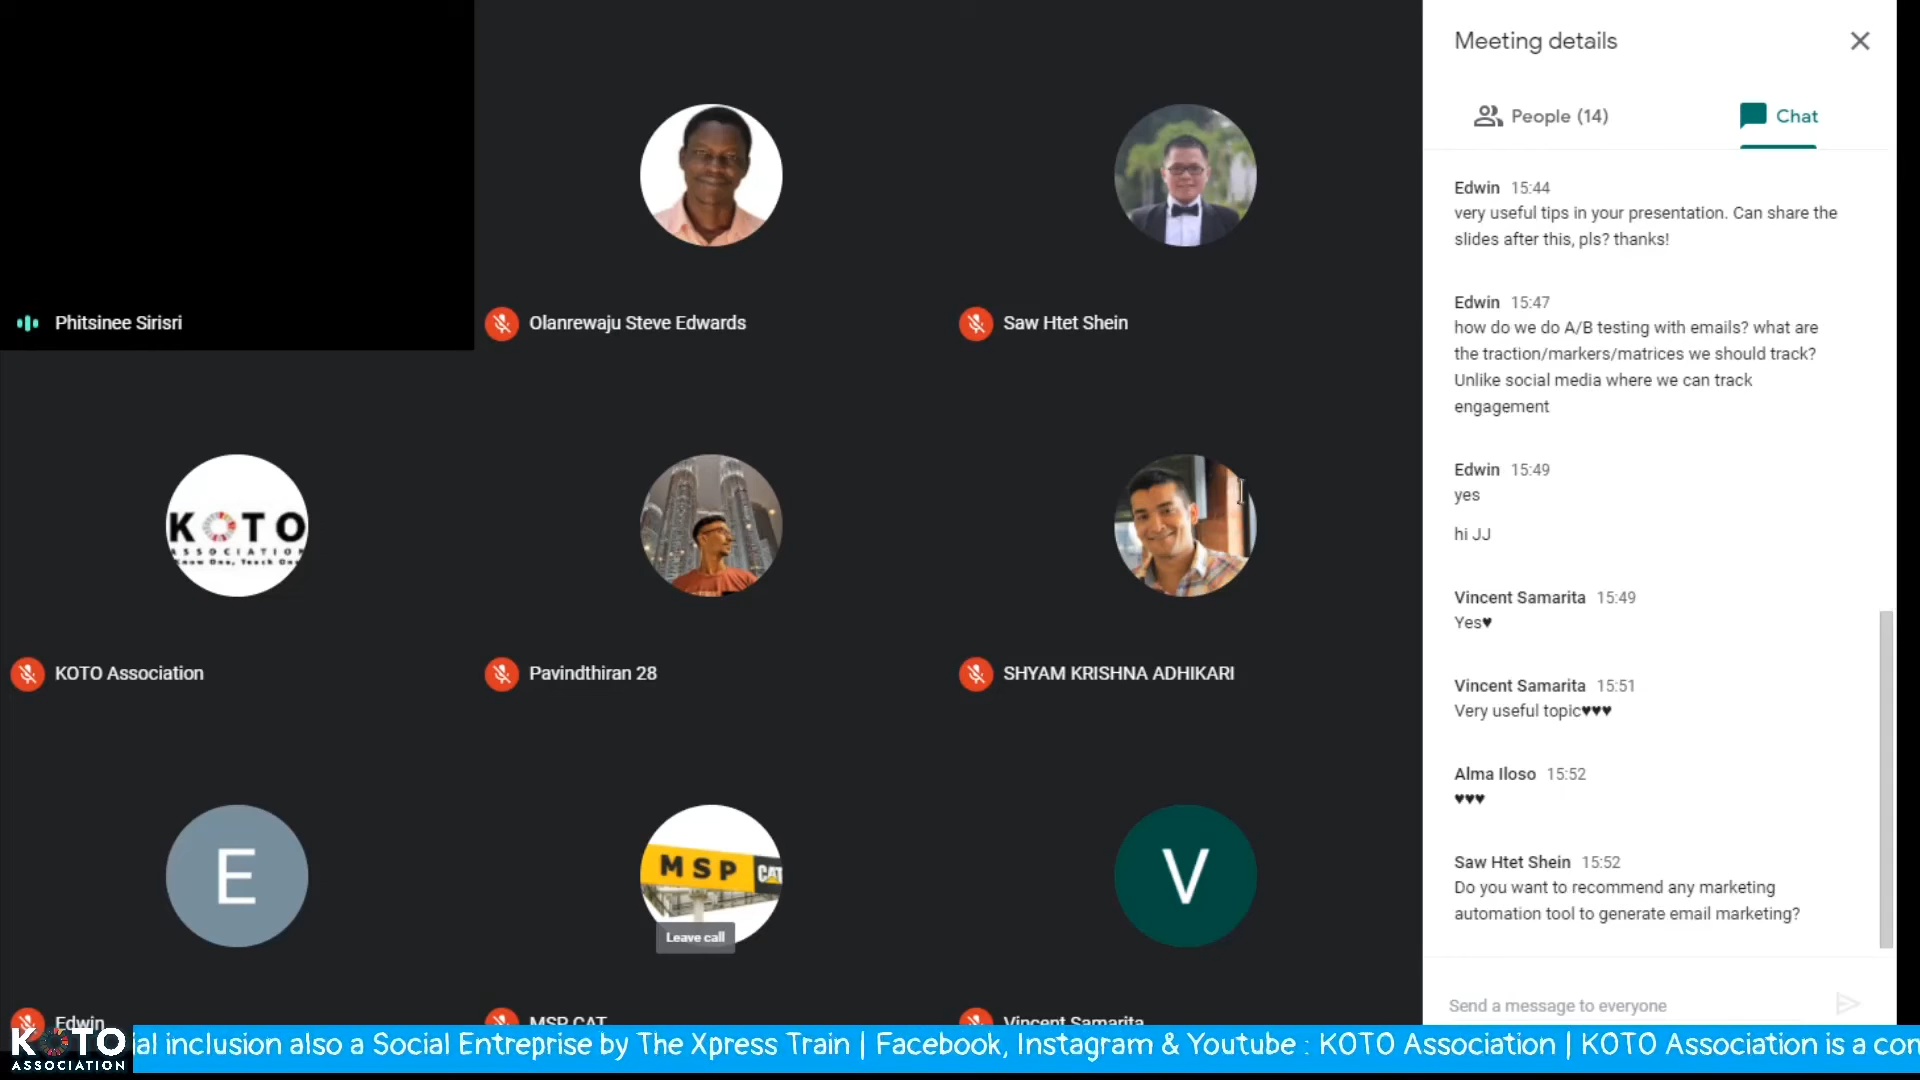 Phitsinee Sirisri
Olanrewaju Steve Edwards
Saw Htet Shein
KOTO
ASSOCIATION
Know One, Teach One
KOTO Association
Pavindthiran 28
SHYAM KRISHNA ADHIKARI
E
MSP CAT
V
Leave call
Edwin
MSP CAT
Vincent Samarita
Meeting details
People (14)
Chat
Edwin 15:44
very useful tips in your presentation. Can share the
slides after this, pls? thanks!
Edwin 15:47
how do we do A/B testing with emails? what are
the traction/markers/matrices we should track?
Unlike social media where we can track
engagement
Edwin 15:49
yes
hi JJ
Vincent Samarita 15:49
Yes♥
Vincent Samarita 15:51
Very useful topic♥♥♥
Alma Iloso 15:52
♥♥♥
Saw Htet Shein 15:52
Do you want to recommend any marketing
automation tool to generate email marketing?
Send a message to everyone
KOTO
ASSOCIATION
ial inclusion also a Social Entreprise by The Xpress Train | Facebook, Instagram & Youtube : KOTO Association | KOTO Association is a con